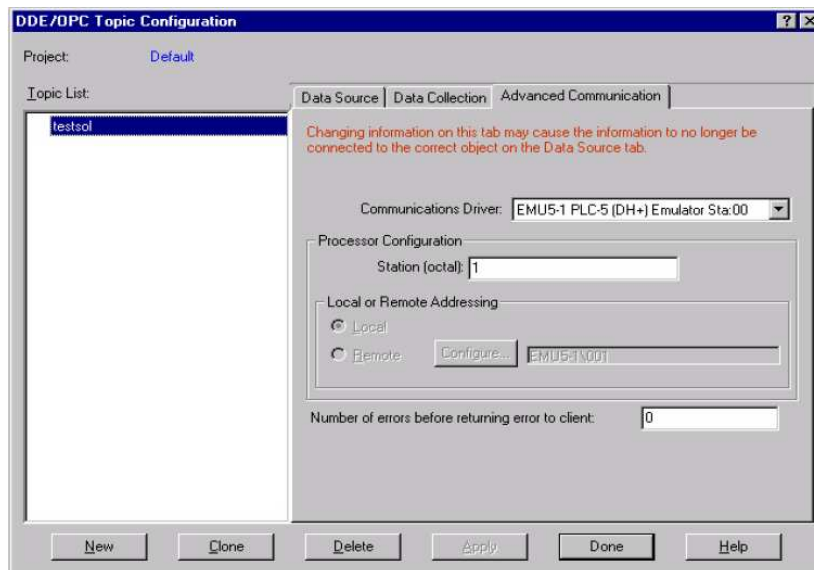 DDE/OPC Topic Configuration
Project: Default
Topic List:
testsol
Data Source Data Collection Advanced Communication
Changing information on this tab may cause the information to no longer be
connected to the correct object on the Data Source tab.
Communications Driver: EMU5-1 PLC-5 (DH+) Emulator Sta:00
Processor Configuration
Station (octal): 1
Local or Remote Addressing
Local
Remote Configure... EMU5-1\001
Number of errors before returning error to client: 0
New Clone Delete Apply Done Help